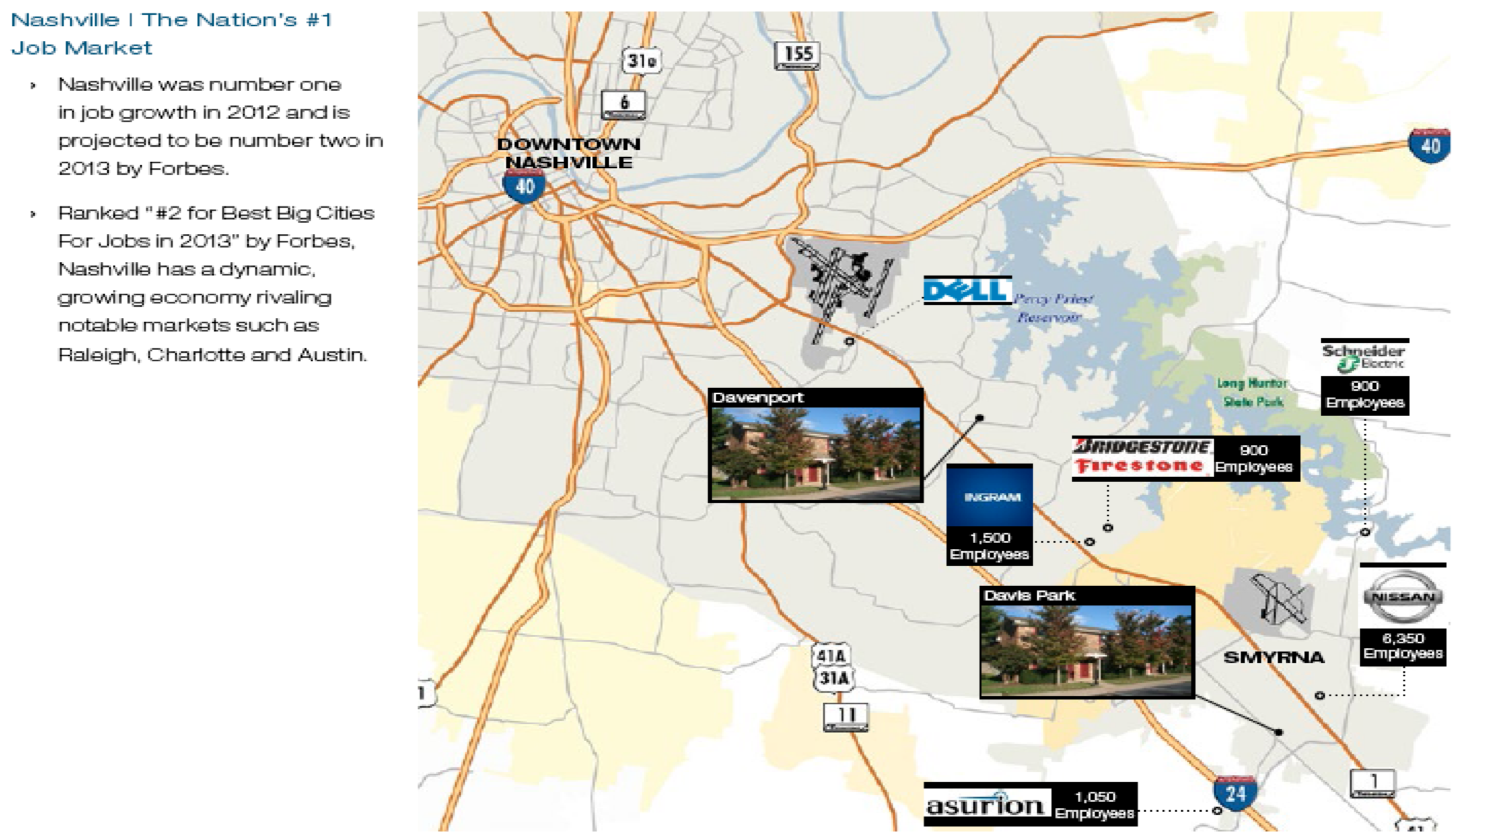 Nashville | The Nation's #1
Job Market
› Nashville was number one
in job growth in 2012 and is
projected to be number two in
2013 by Forbes.
› Ranked "#2 for Best Big Cities
For Jobs in 2013" by Forbes,
Nashville has a dynamic,
growing economy rivaling
notable markets such as
Raleigh, Charlotte and Austin.
31e
155
6
DOWNTOWN
NASHVILLE
40
40
DELL
Percy Priest
Reservoir
Schneider
Electric
900
Employees
Long Hunter
State Park
Davenport
BRIDGESTONE
Firestone
900
Employees
INGRAM
1,500
Employees
NISSAN
6,350
Employees
Davis Park
SMYRNA
41A
31A
1
11
1
24
asurion
1,050
Employees
41